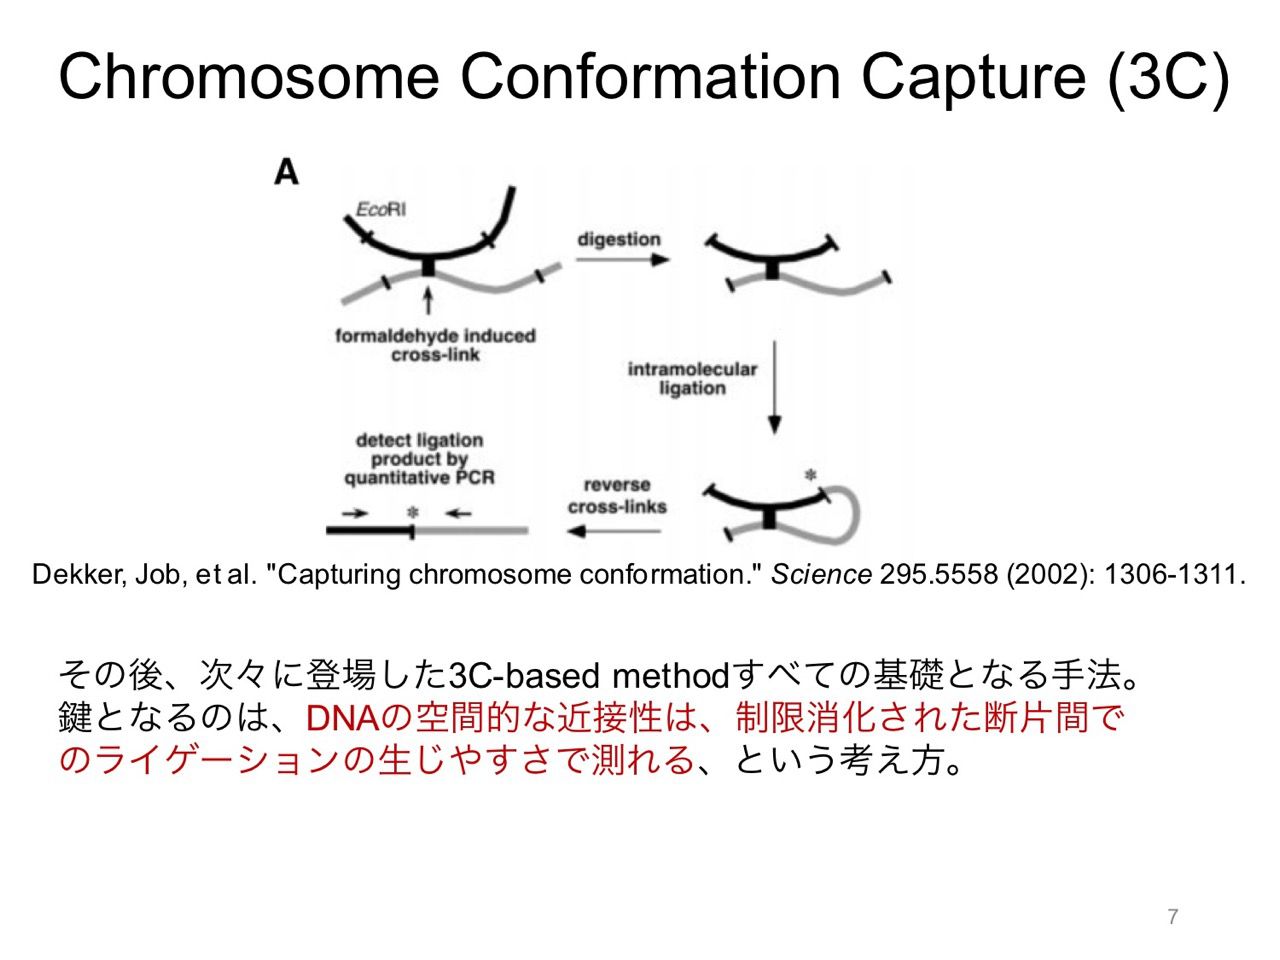 Chromosome Conformation Capture (3C)
A
EcoRI
digestion
formaldehyde induced
cross-link
intramolecular
ligation
detect ligation
product by
quantitative PCR
*
reverse
cross-links
*
Dekker, Job, et al. "Capturing chromosome conformation." Science 295.5558 (2002): 1306-1311.
その後、次々に登場した3C-based methodすべての基礎となる手法。
鍵となるのは、DNAの空間的な近接性は、制限消化された断片間で
のライゲーションの生じやすさで測れる、という考え方。
7